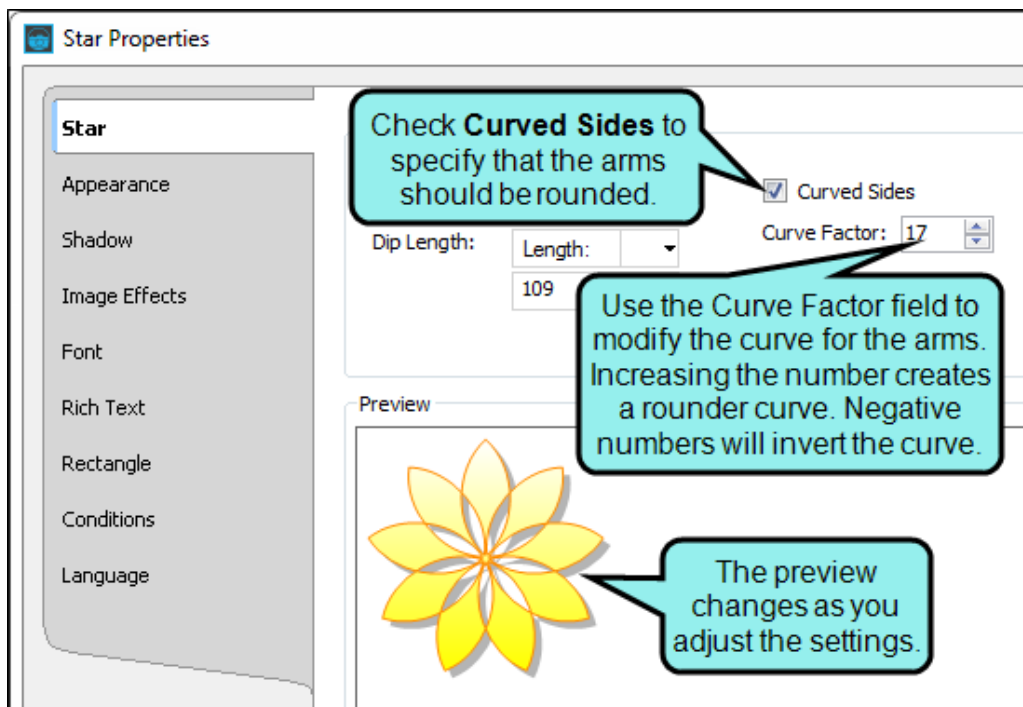 Star Properties
Star
Appearance
Shadow
Image Effects
Font
Rich Text
Rectangle
Conditions
Language
Check Curved Sides to
specify that the arms
should be rounded.
Curved Sides
Dip Length:
Length:
109
Curve Factor: 17
Use the Curve Factor field to
modify the curve for the arms.
Increasing the number creates
a rounder curve. Negative
numbers will invert the curve.
Preview
The preview
changes as you
adjust the settings.